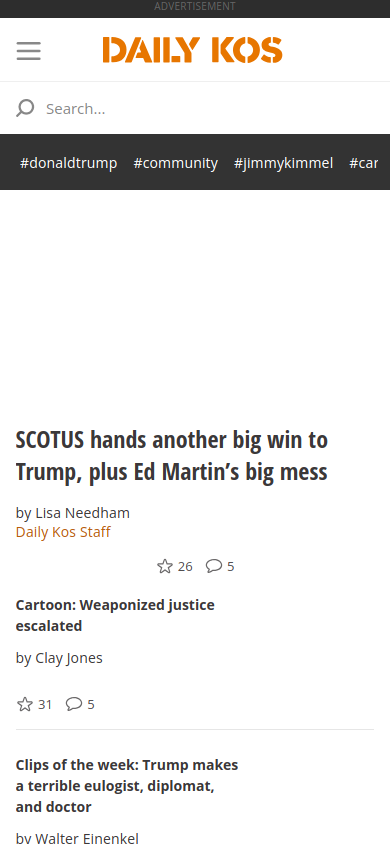 ADVERTISEMENT
DAILY KOS
Search...
#donaldtrump #community #jimmykimmel #car
SCOTUS hands another big win to
Trump, plus Ed Martin’s big mess
by Lisa Needham
Daily Kos Staff
26 5
Cartoon: Weaponized justice
escalated
by Clay Jones
31 5
Clips of the week: Trump makes
a terrible eulogist, diplomat,
and doctor
by Walter Einenkel